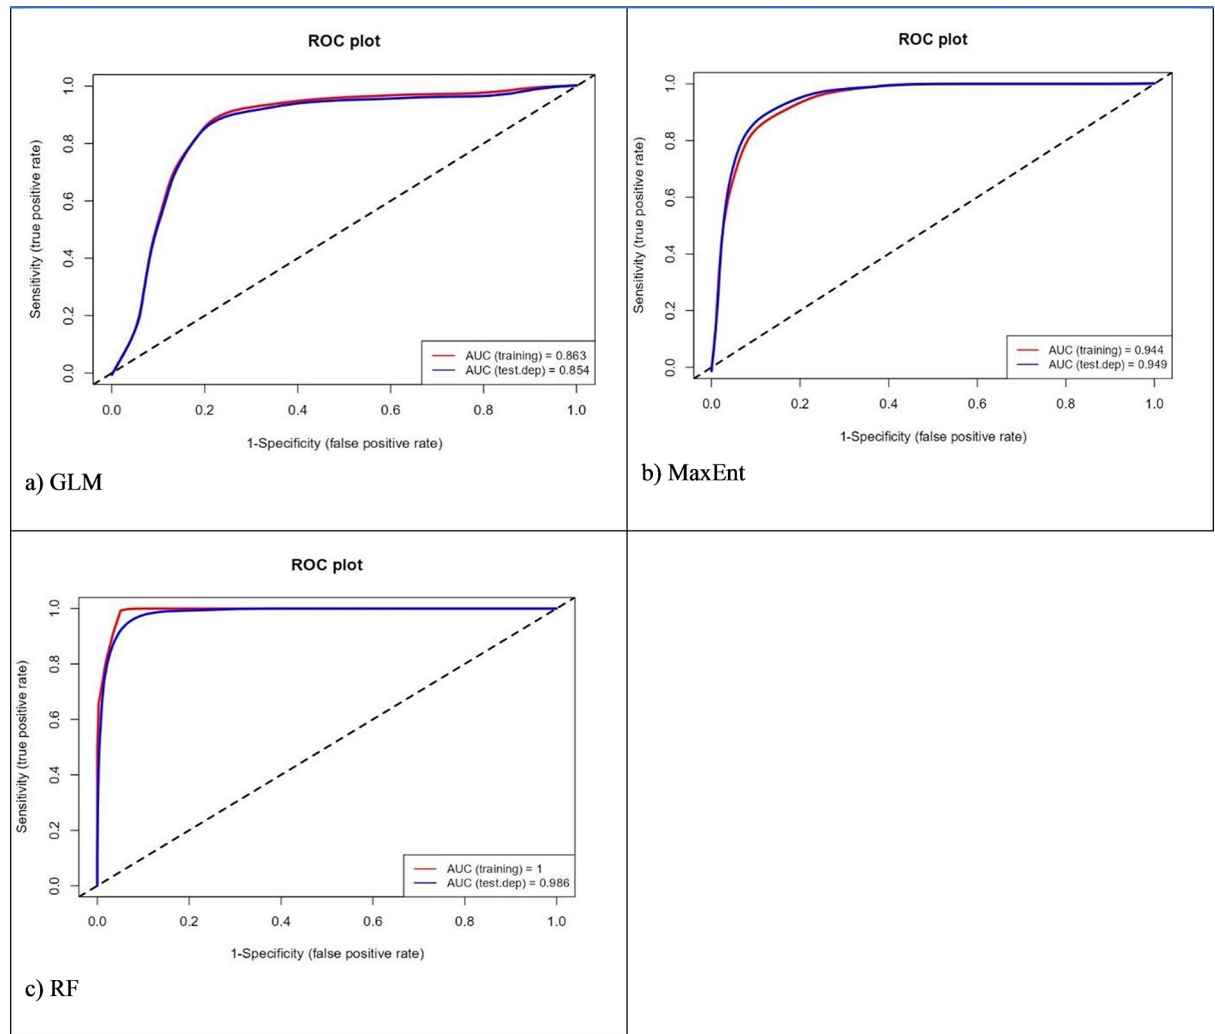 ROC plot
Sensitivity (true positive rate)
1.0
0.8
0.6
0.4
0.2
0.0
AUC (training) = 0.863
AUC (test.dep) = 0.854
0.0 0.2 0.4 0.6 0.8 1.0
1-Specificity (false positive rate)
a) GLM
ROC plot
Sensitivity (true positive rate)
1.0
0.8
0.6
0.4
0.2
0.0
AUC (training) = 0.944
AUC (test.dep) = 0.949
0.0 0.2 0.4 0.6 0.8 1.0
1-Specificity (false positive rate)
b) MaxEnt
ROC plot
Sensitivity (true positive rate)
1.0
0.8
0.6
0.4
0.2
0.0
AUC (training) = 1
AUC (test.dep) = 0.986
0.0 0.2 0.4 0.6 0.8 1.0
1-Specificity (false positive rate)
c) RF